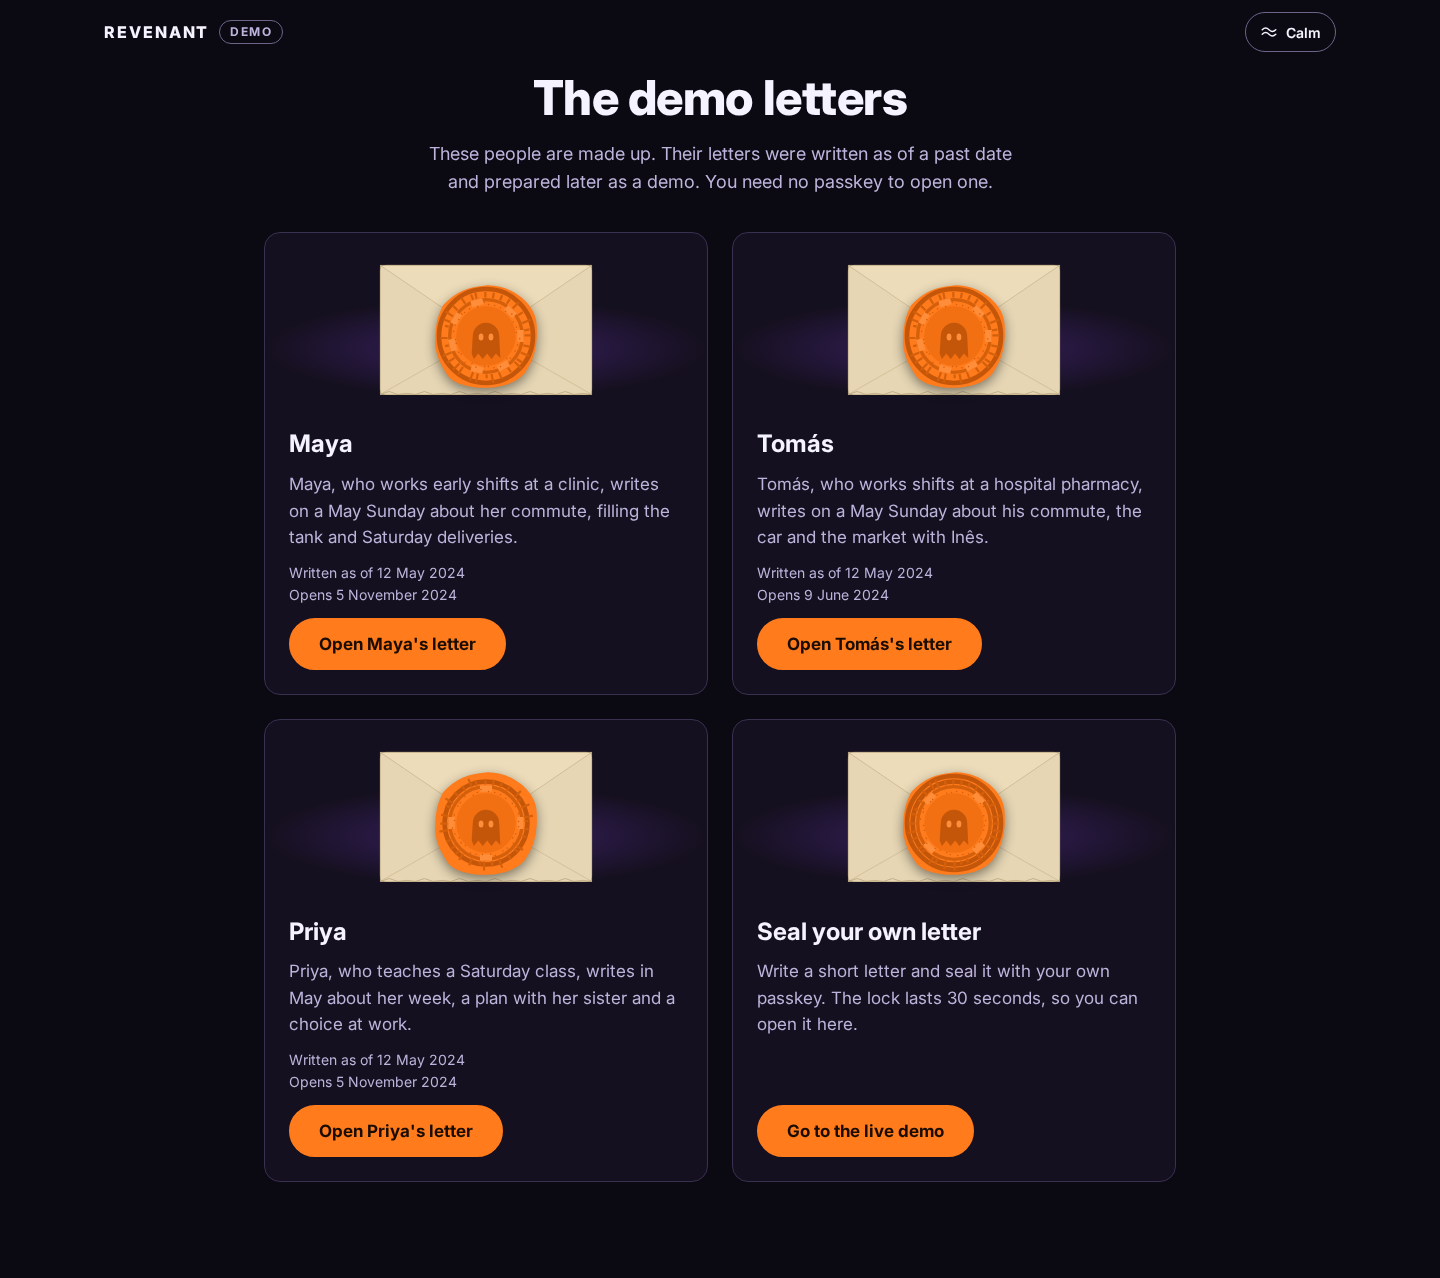 REVENANT DEMO
Calm
The demo letters
These people are made up. Their letters were written as of a past date
and prepared later as a demo. You need no passkey to open one.
Maya
Maya, who works early shifts at a clinic, writes
on a May Sunday about her commute, filling the
tank and Saturday deliveries.
Written as of 12 May 2024
Opens 5 November 2024
Open Maya's letter
Tomás
Tomás, who works shifts at a hospital pharmacy,
writes on a May Sunday about his commute, the
car and the market with Inês.
Written as of 12 May 2024
Opens 9 June 2024
Open Tomás's letter
Priya
Priya, who teaches a Saturday class, writes in
May about her week, a plan with her sister and a
choice at work.
Written as of 12 May 2024
Opens 5 November 2024
Open Priya's letter
Seal your own letter
Write a short letter and seal it with your own
passkey. The lock lasts 30 seconds, so you can
open it here.
Go to the live demo